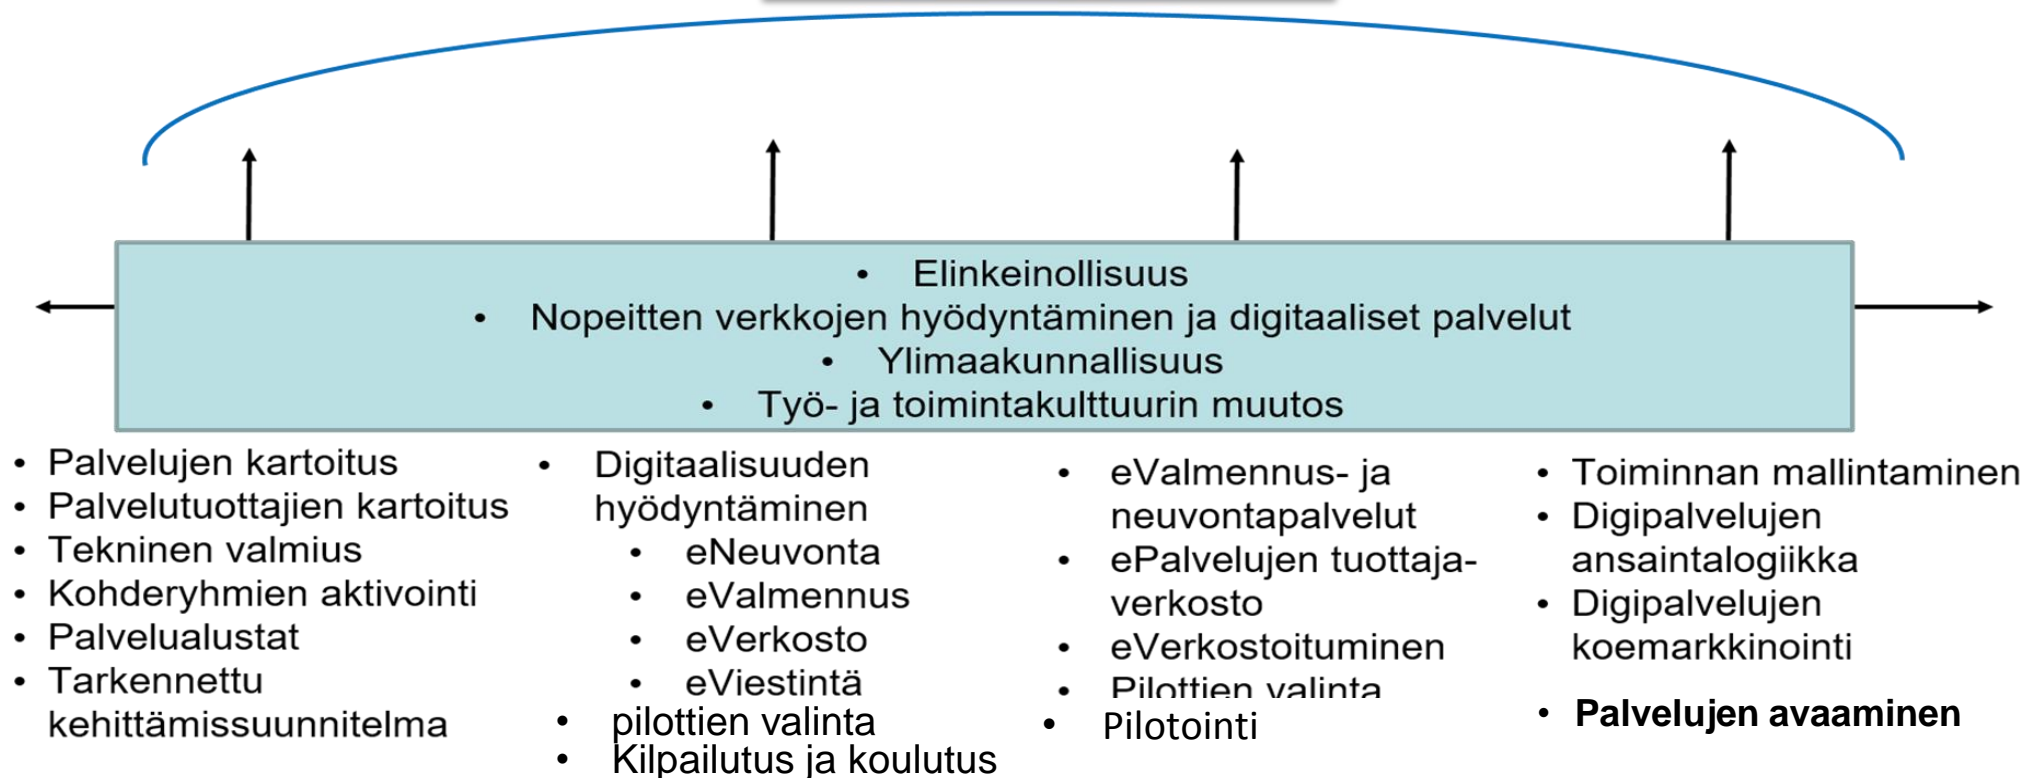 • Elinkeinollisuus
• Nopeitten verkkojen hyödyntäminen ja digitaaliset palvelut
• Ylimaakunnallisuus
• Työ- ja toimintakulttuurin muutos
• Palvelujen kartoitus
• Palvelutuottajien kartoitus
• Tekninen valmius
• Kohderyhmien aktivointi
• Palvelualustat
• Tarkennettu
kehittämissuunnitelma
• Digitaalisuuden
hyödyntäminen
• eNeuvonta
• eValmennus
• eVerkosto
• eViestintä
• pilottien valinta
• Kilpailutus ja koulutus
• eValmennus- ja
neuvontapalvelut
• ePalvelujen tuottaja-
verkosto
• eVerkostoituminen
• Pilottien valinta
• Pilotointi
• Toiminnan mallintaminen
• Digipalvelujen
ansaintalogiikka
• Digipalvelujen
koemarkkinointi
• Palvelujen avaaminen